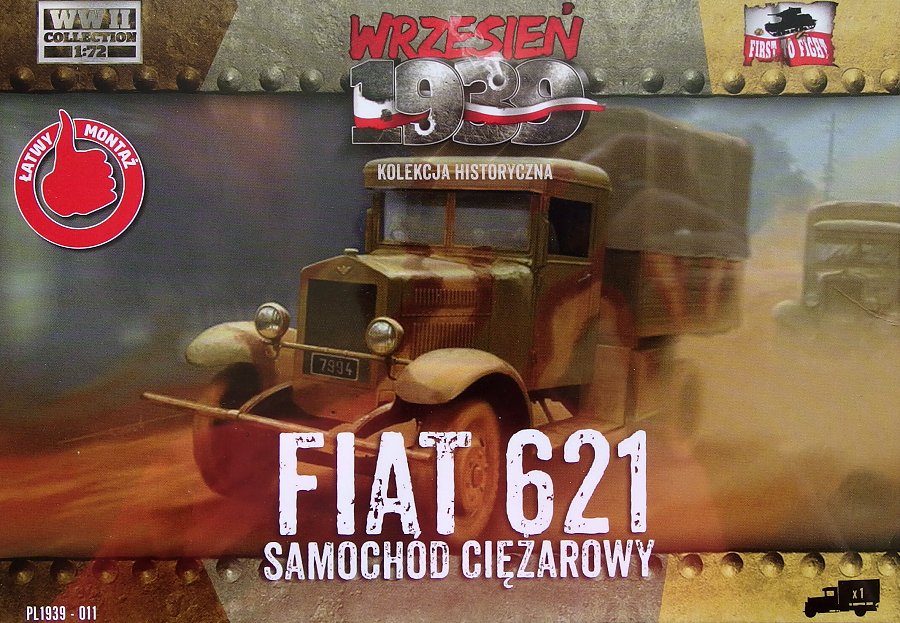 WWII
COLLECTION
1:72
WRZESIEŃ
1939
KOLEKCJA HISTORYCZNA
FIRST TO FIGHT
ŁATWY MONTAŻ
7994
FIAT 621
SAMOCHÓD CIĘŻAROWY
PL1939 - 011
x1